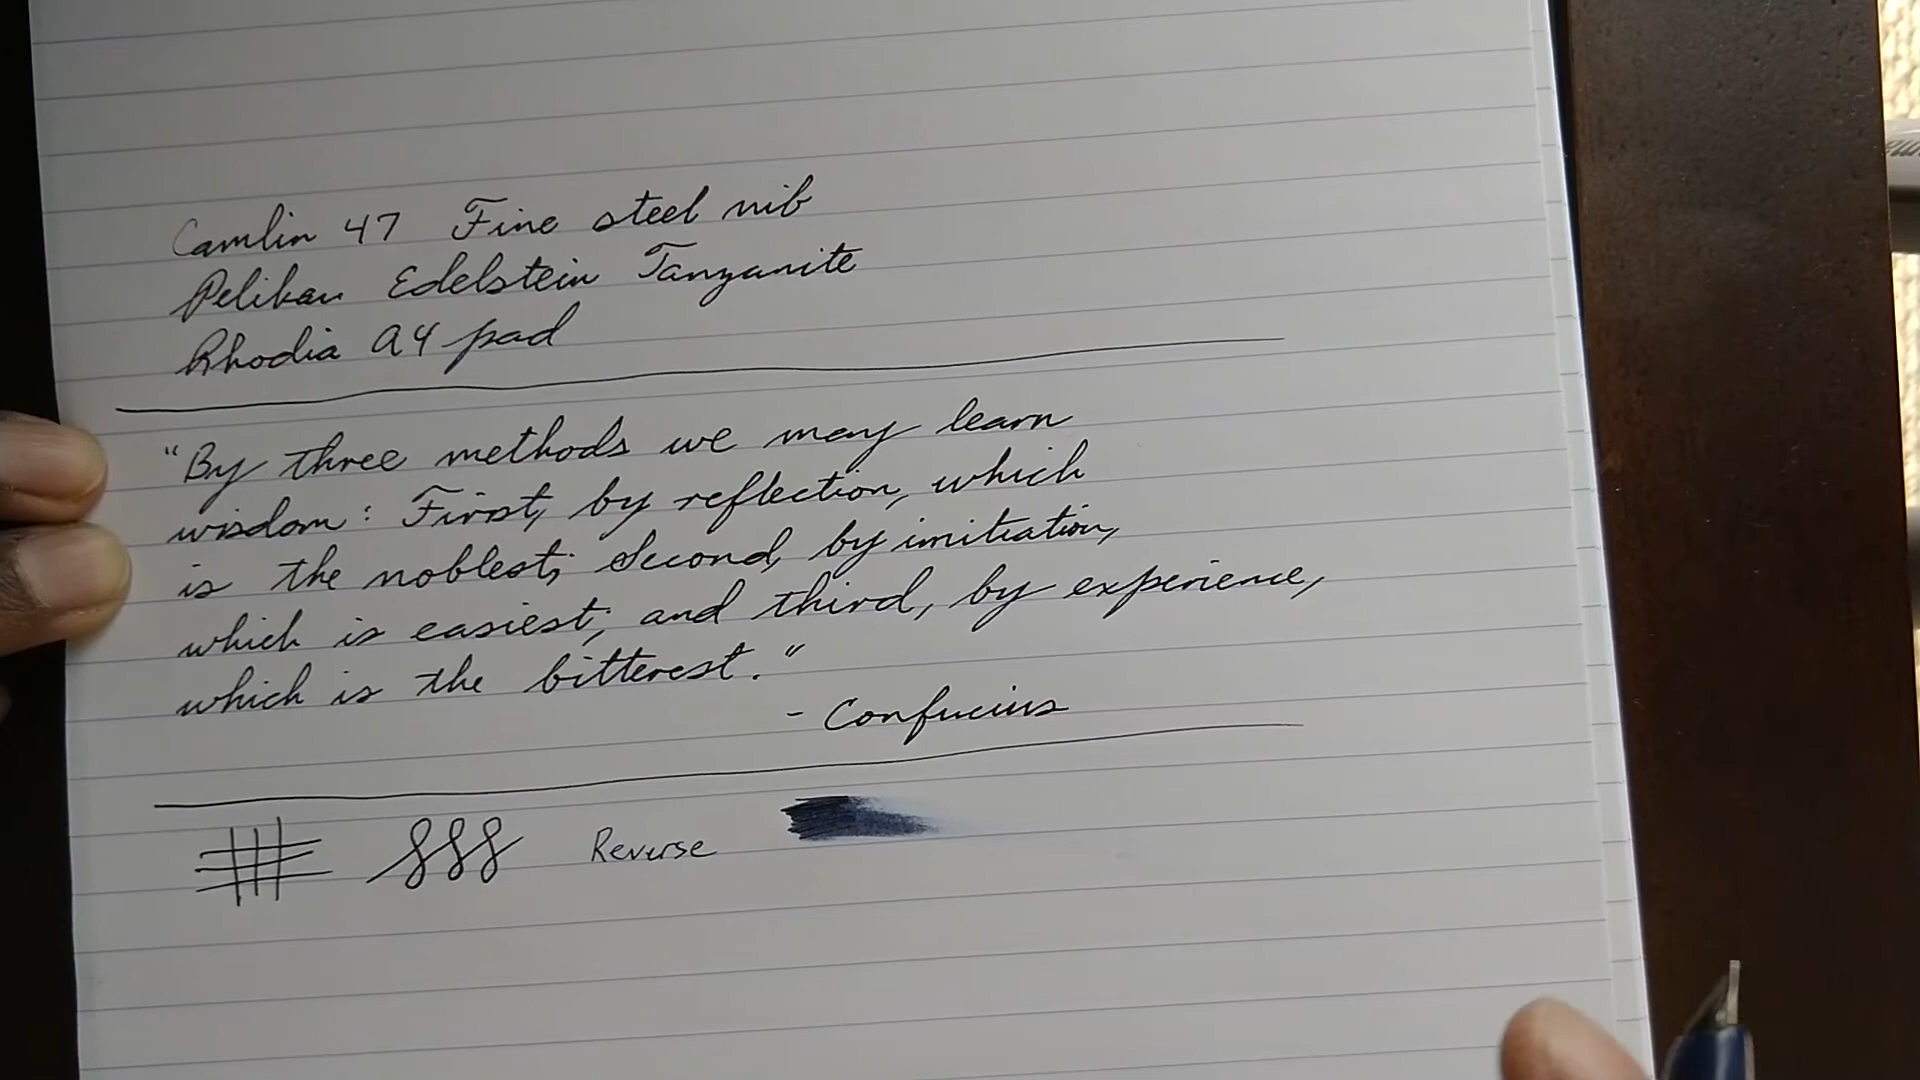 Camlin 47 Fine steel nib
Pelikan Edelstein Tanzanite
Rhodia A4 pad
"By three methods we may learn
wisdom: First, by reflection, which
is the noblest; Second, by imitiation,
which is easiest; and third, by experience,
which is the bitterest."
- Confucius
Reverse